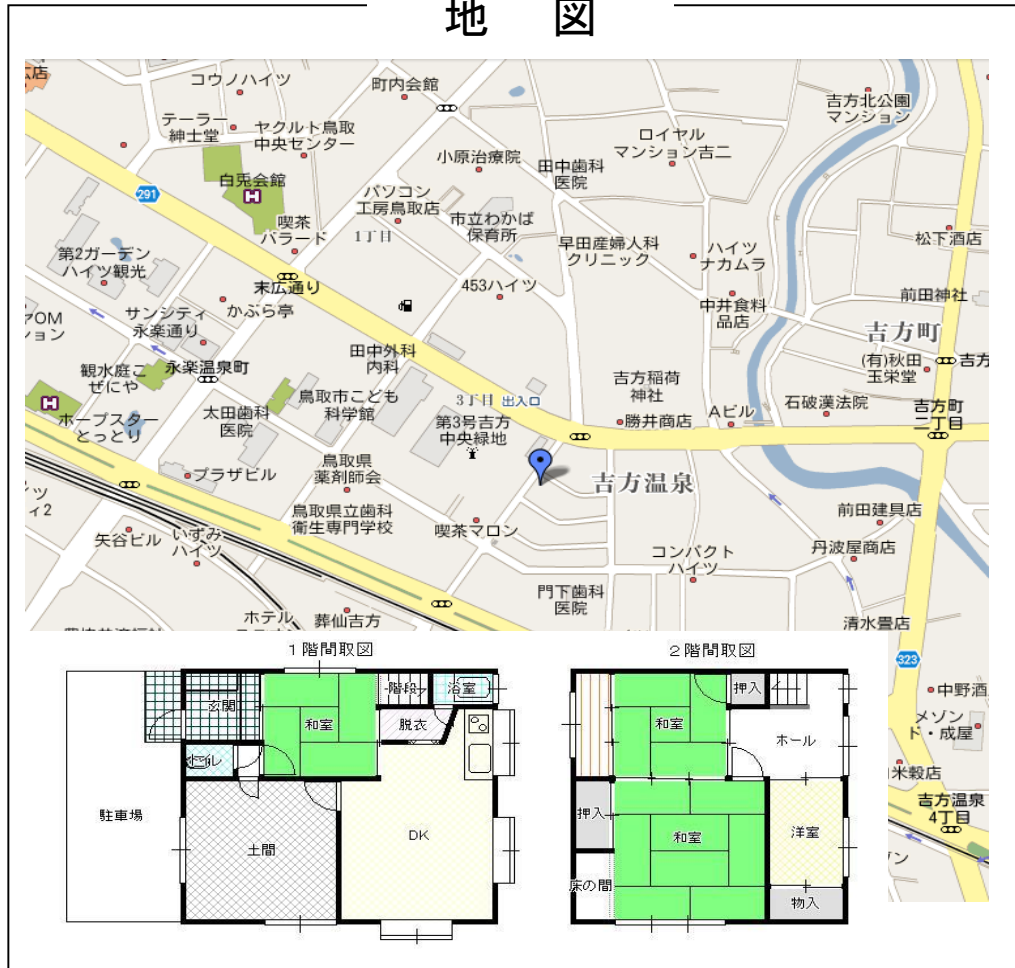 地　図
広店
コウノハイツ
町内会館
吉方北公園
マンション
テーラー
紳士堂
ヤクルト鳥取
中央センター
小原治療院
田中歯科
医院
ロイヤル
マンション吉二
291
白兎会館
パソコン
工房鳥取店
市立わかば
保育所
喫茶
バラード
1丁目
早田産婦人科
クリニック
ハイツ
ナカムラ
松下酒店
第2ガーデン
ハイツ観光
末広通り
453ハイツ
前田神社
かぶら亭
中井食料
品店
サンシティ
永楽通り
吉方町
観水庭こ
ぜにや
永楽温泉町
田中外科
内科
(有)秋田
玉栄堂
吉方
吉方稲荷
神社
鳥取市こども
科学館
3丁目
出入口
石破漢法院
吉方町
二丁目
ホープスター
とっとり
太田歯科
医院
第3号吉方
中央緑地
勝井商店
Aビル
プラザビル
鳥取県
薬剤師会
吉方温泉
鳥取県立歯科
衛生専門学校
喫茶マロン
前田建具店
矢谷ビル
いずみ
ハイツ
コンパクト
ハイツ
丹波屋商店
門下歯科
医院
ホテル
葬仙吉方
清水畳店
323
中野酒
メゾン
ド・成屋
米穀店
吉方温泉
4丁目
1階間取図
玄関
和室
階段
浴室
脱衣
トイレ
駐車場
土間
DK
2階間取図
和室
押入
ホール
押入
和室
洋室
床の間
物入